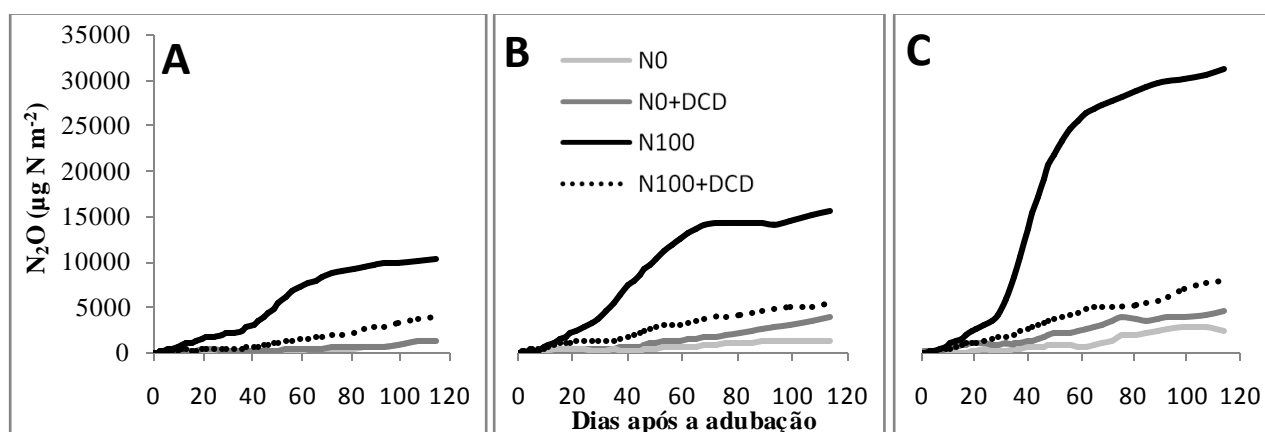 A
B
C
N₂O (µg N m⁻²)
35000
30000
25000
20000
15000
10000
5000
0
N0
N0+DCD
N100
N100+DCD
0 20 40 60 80 100 120
0 20 40 60 80 100 120
0 20 40 60 80 100 120
Dias após a adubação